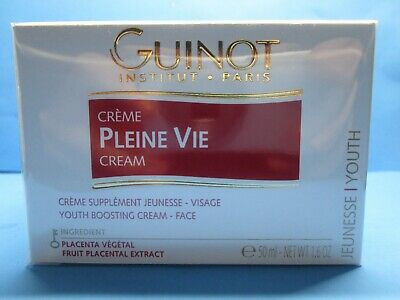 GUINOT
INSTITUT • PARIS
CRÈME
PLEINE VIE
CREAM
CRÈME SUPPLÉMENT JEUNESSE - VISAGE
YOUTH BOOSTING CREAM - FACE
INGREDIENT
PLACENTA VÉGÉTAL
FRUIT PLACENTAL EXTRACT
℮ 50 ml - NET WT 1.6 OZ
JEUNESSE | YOUTH